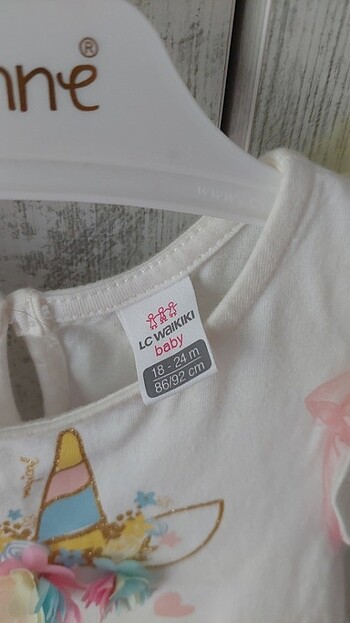 nne®
LC WAIKIKI
baby
18 - 24 m
86/92 cm